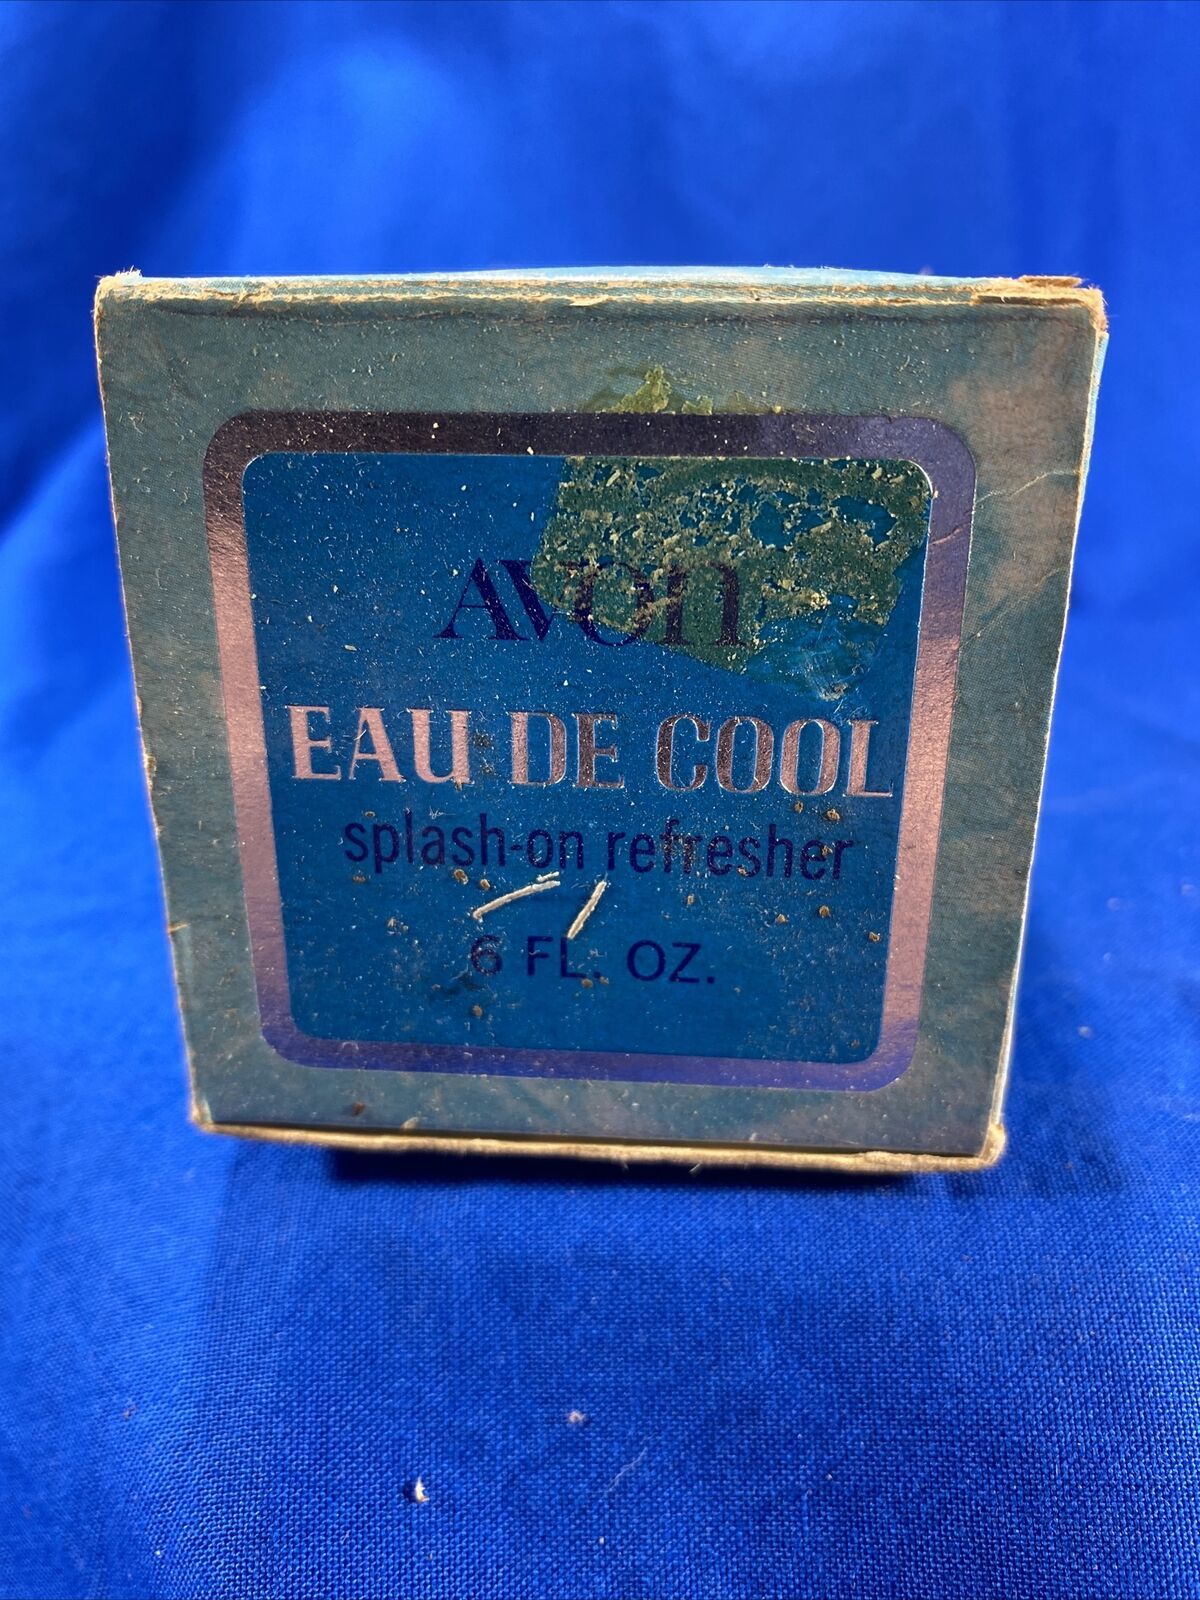 AVON
EAU DE COOL
splash-on refresher
6 FL. OZ.